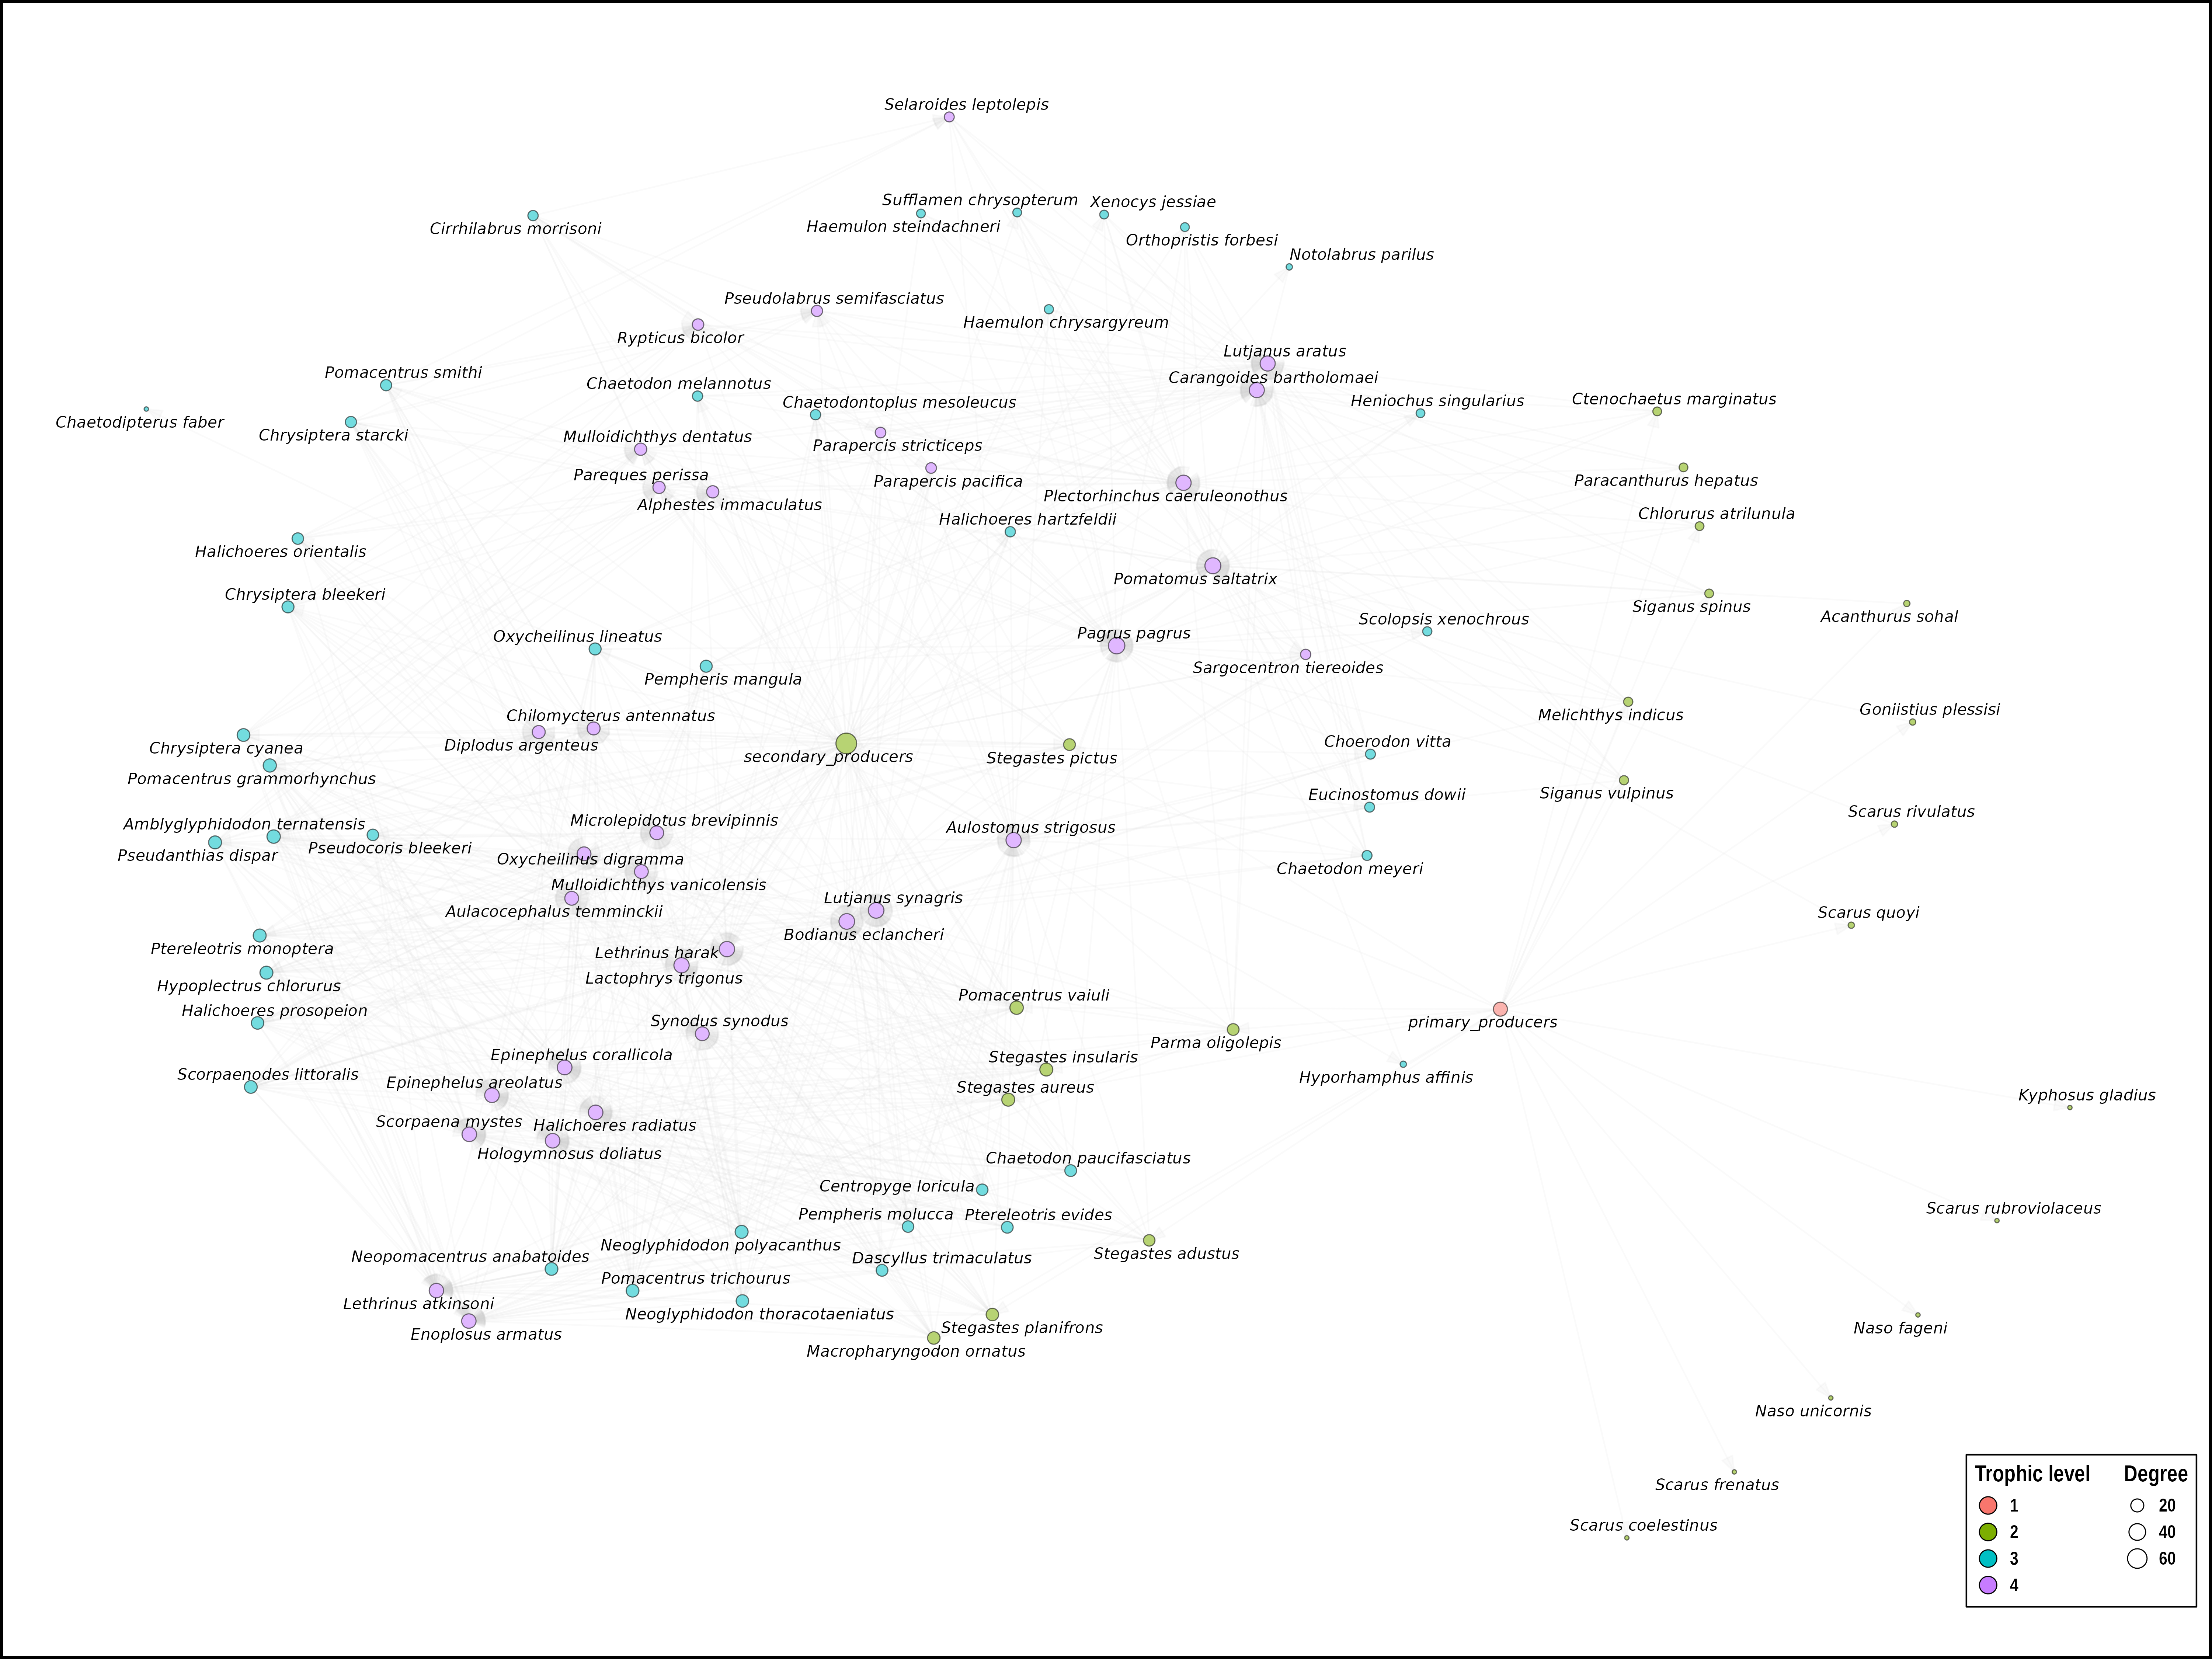 Selaroides leptolepis
Sufflamen chrysopterum
Xenocys jessiae
Cirrhilabrus morrisoni
Haemulon steindachneri
Orthopristis forbesi
Notolabrus parilus
Pseudolabrus semifasciatus
Haemulon chrysargyreum
Rypticus bicolor
Lutjanus aratus
Pomacentrus smithi
Carangoides bartholomaei
Chaetodon melannotus
Chaetodontoplus mesoleucus
Heniochus singularius
Ctenochaetus marginatus
Chaetodipterus faber
Chrysiptera starcki
Mulloidichthys dentatus
Parapercis stricticeps
Pareques perissa
Parapercis pacifica
Paracanthurus hepatus
Plectorhinchus caeruleonothus
Alphestes immaculatus
Chlorurus atrilunula
Halichoeres hartzfeldii
Halichoeres orientalis
Pomatomus saltatrix
Chrysiptera bleekeri
Siganus spinus
Acanthurus sohal
Scolopsis xenochrous
Oxycheilinus lineatus
Pagrus pagrus
Sargocentron tiereoides
Pempheris mangula
Goniistius plessisi
Chilomycterus antennatus
Melichthys indicus
Choerodon vitta
Diplodus argenteus
Chrysiptera cyanea
secondary_producers
Stegastes pictus
Pomacentrus grammorhynchus
Siganus vulpinus
Eucinostomus dowii
Scarus rivulatus
Microlepidotus brevipinnis
Amblyglyphidodon ternatensis
Aulostomus strigosus
Pseudocoris bleekeri
Pseudanthias dispar
Oxycheilinus digramma
Chaetodon meyeri
Mulloidichthys vanicolensis
Lutjanus synagris
Aulacocephalus temminckii
Scarus quoyi
Bodianus eclancheri
Ptereleotris monoptera
Lethrinus harak
Lactophrys trigonus
Hypoplectrus chlorurus
Pomacentrus vaiuli
Halichoeres prosopeion
Synodus synodus
primary_producers
Parma oligolepis
Epinephelus corallicola
Stegastes insularis
Scorpaenodes littoralis
Hyporhamphus affinis
Epinephelus areolatus
Stegastes aureus
Kyphosus gladius
Scorpaena mystes
Halichoeres radiatus
Hologymnosus doliatus
Chaetodon paucifasciatus
Centropyge loricula
Scarus rubroviolaceus
Pempheris molucca
Ptereleotris evides
Neoglyphidodon polyacanthus
Stegastes adustus
Neopomacentrus anabatoides
Dascyllus trimaculatus
Pomacentrus trichourus
Lethrinus atkinsoni
Neoglyphidodon thoracotaeniatus
Stegastes planifrons
Naso fageni
Enoplosus armatus
Macropharyngodon ornatus
Naso unicornis
Scarus frenatus
Scarus coelestinus
Trophic level
1
2
3
4
Degree
20
40
60